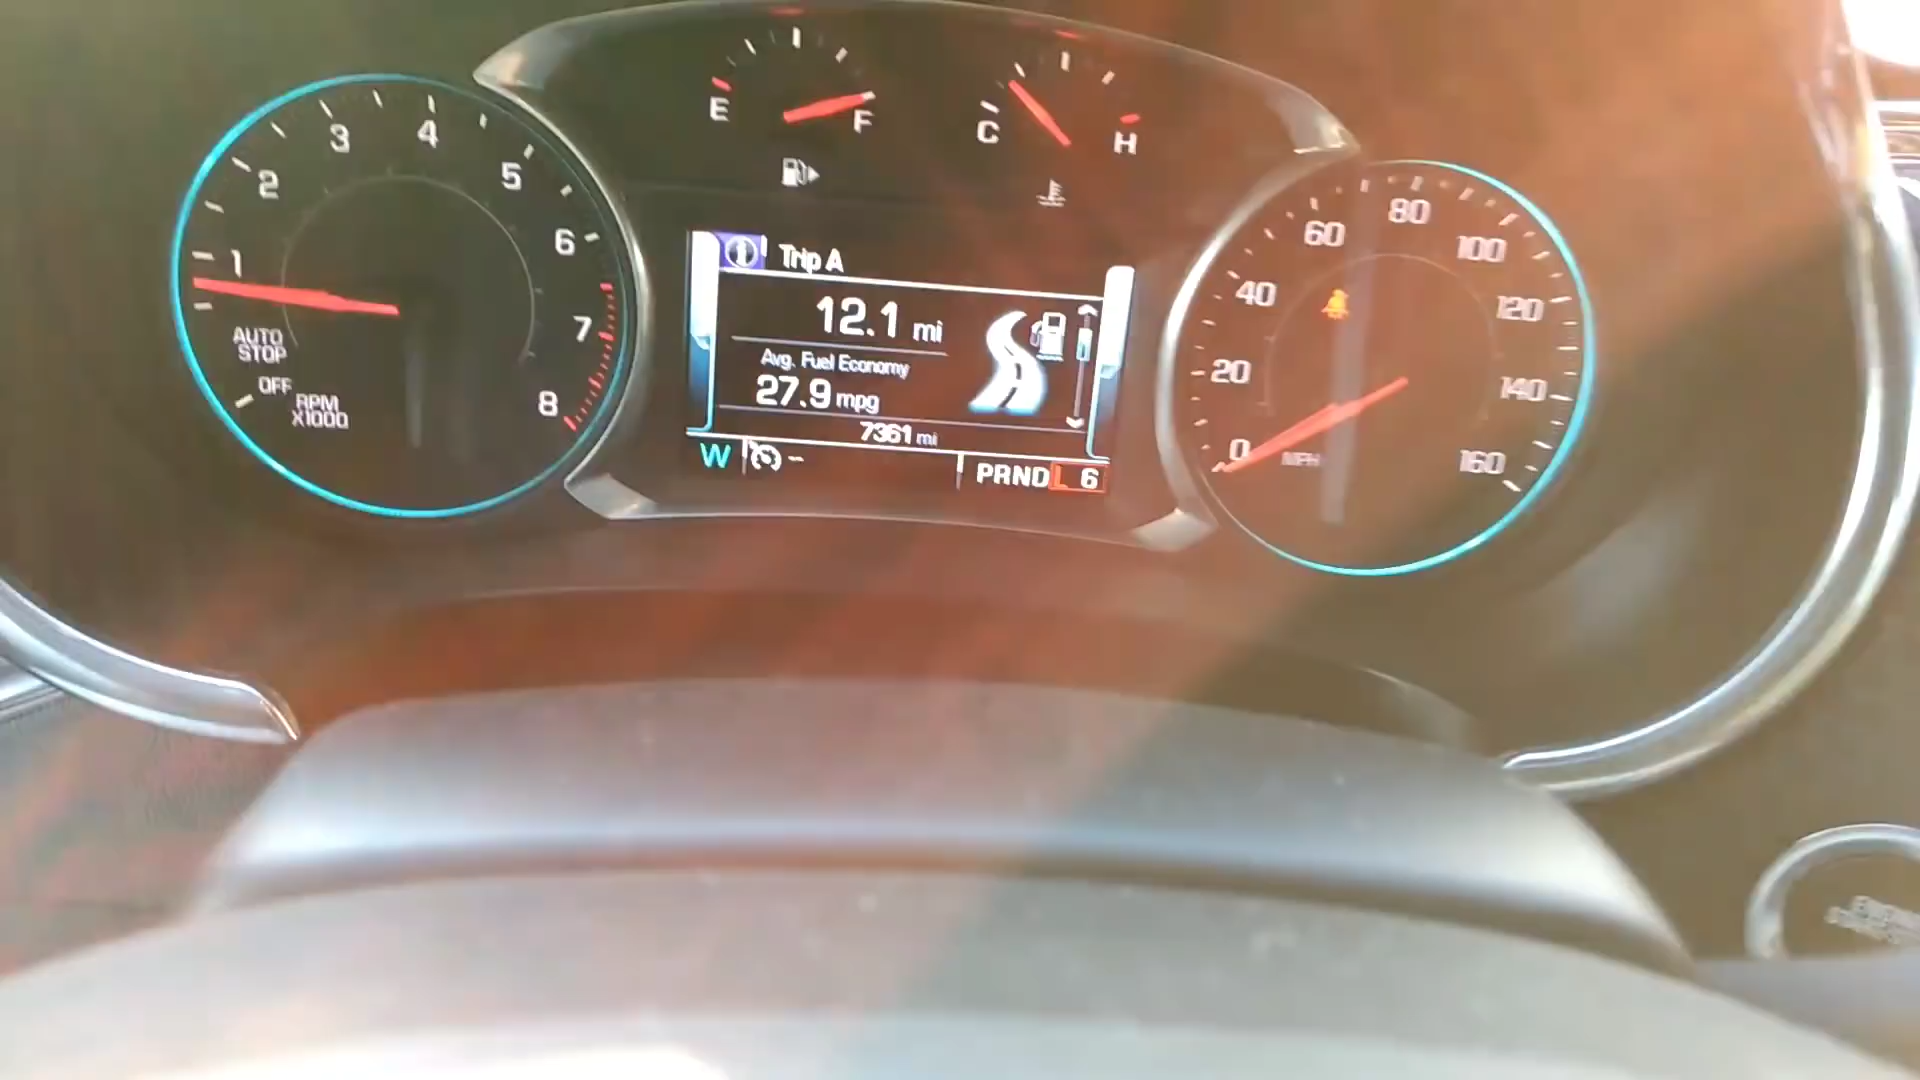 1
2
3
4
5
6
7
8
AUTO
STOP
OFF
RPM
X1000
E
F
C
H
Trip A
12.1 mi
Avg. Fuel Economy
27.9 mpg
7361 mi
W
PRNDL 6
0
20
40
60
80
100
120
140
160
MPH